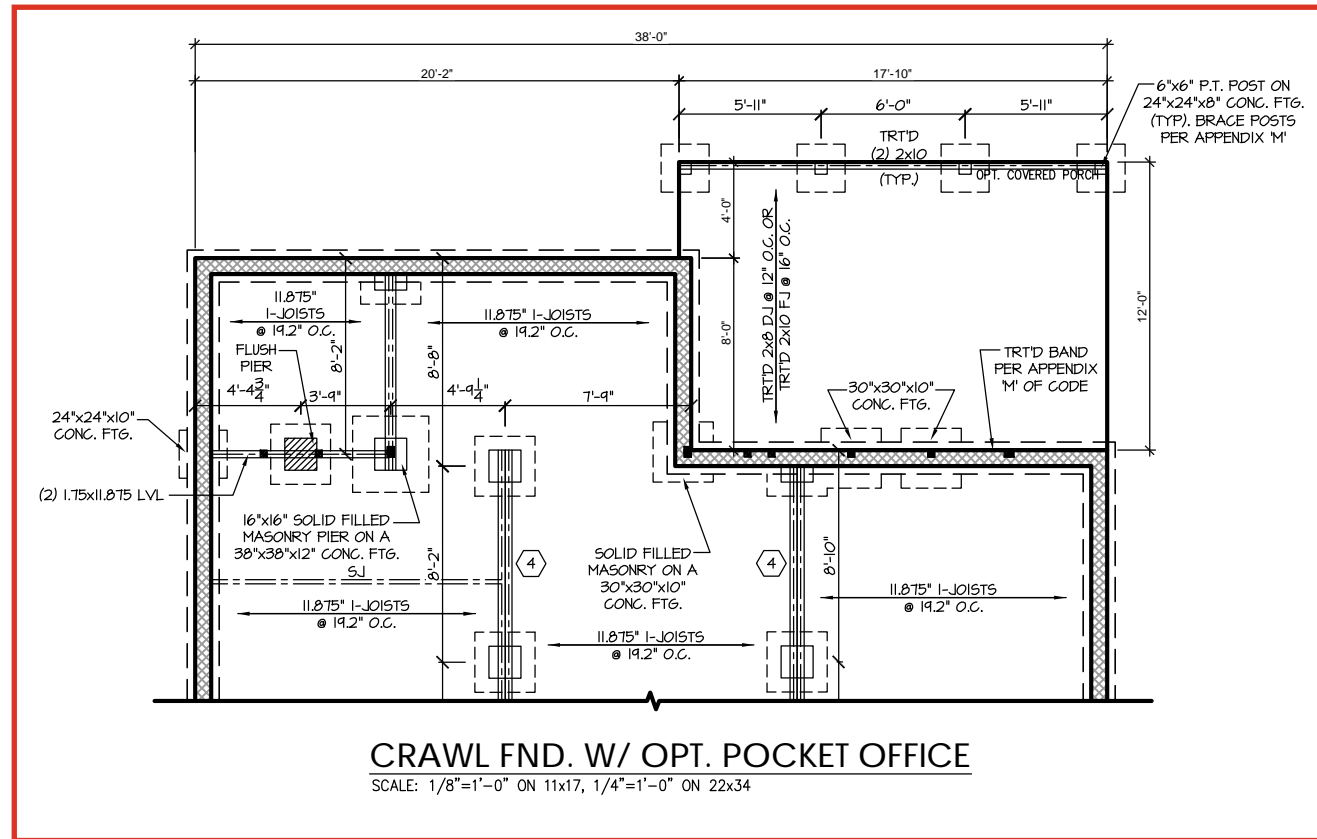 38'-0"
20'-2"
17'-10"
5'-11"
6'-0"
5'-11"
6"x6" P.T. POST ON
24"x24"x8" CONC. FTG.
(TYP). BRACE POSTS
PER APPENDIX 'M'
TRT'D
(2) 2x10
(TYP.)
OPT. COVERED PORCH
4'-0"
8'-0"
TRT'D 2x8 DJ @ 12" O.C. OR
TRT'D 2x10 FJ @ 16" O.C.
12'-0"
11.875"
I-JOISTS
@ 19.2" O.C.
11.875"
I-JOISTS
@ 19.2" O.C.
FLUSH
PIER
8'-2"
8'-8"
4'-4 3/4"
3'-9"
4'-9 1/4"
7'-9"
TRT'D BAND
PER APPENDIX
'M' OF CODE
30"x30"x10"
CONC. FTG.
24"x24"x10"
CONC. FTG.
(2) 1.75x11.875 LVL
16"x16" SOLID FILLED
MASONRY PIER ON A
38"x38"x12" CONC. FTG.
SJ
8'-2"
4
SOLID FILLED
MASONRY ON A
30"x30"x10"
CONC. FTG.
4
8'-10"
11.875" I-JOISTS
@ 19.2" O.C.
11.875" I-JOISTS
@ 19.2" O.C.
11.875" I-JOISTS
@ 19.2" O.C.
CRAWL FND. W/ OPT. POCKET OFFICE
SCALE: 1/8"=1'-0" ON 11x17, 1/4"=1'-0" ON 22x34